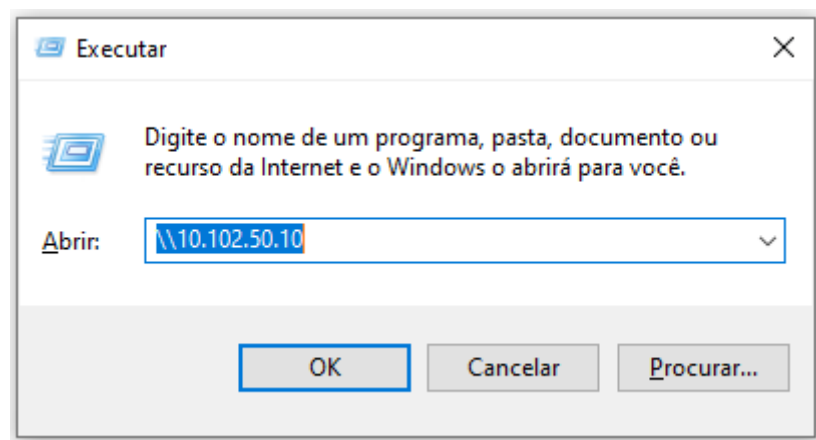 Executar
Digite o nome de um programa, pasta, documento ou
recurso da Internet e o Windows o abrirá para você.
Abrir: \\10.102.50.10
OK Cancelar Procurar...